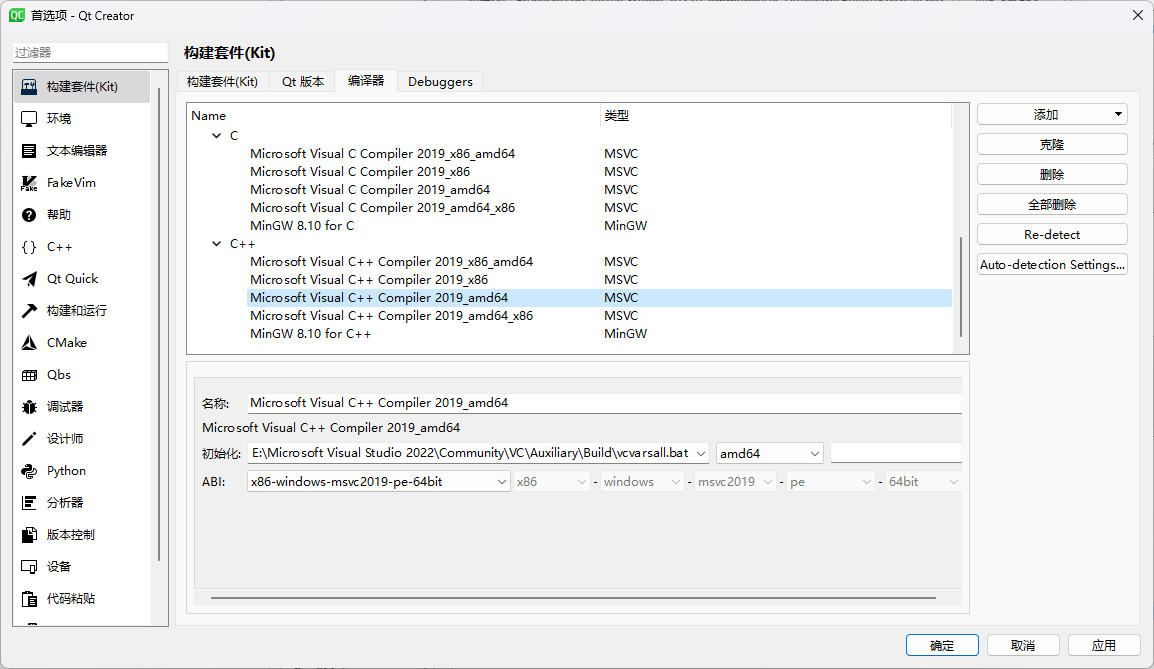 QC 首选项 - Qt Creator
过滤器
构建套件(Kit)
环境
文本编辑器
Fake FakeVim
帮助
C++
Qt Quick
构建和运行
CMake
Qbs
调试器
设计师
Python
分析器
版本控制
设备
代码粘贴
构建套件(Kit)
构建套件(Kit) Qt 版本 编译器 Debuggers
Name 类型
C
Microsoft Visual C Compiler 2019_x86_amd64 MSVC
Microsoft Visual C Compiler 2019_x86 MSVC
Microsoft Visual C Compiler 2019_amd64 MSVC
Microsoft Visual C Compiler 2019_amd64_x86 MSVC
MinGW 8.10 for C MinGW
C++
Microsoft Visual C++ Compiler 2019_x86_amd64 MSVC
Microsoft Visual C++ Compiler 2019_x86 MSVC
Microsoft Visual C++ Compiler 2019_amd64 MSVC
Microsoft Visual C++ Compiler 2019_amd64_x86 MSVC
MinGW 8.10 for C++ MinGW
添加
克隆
删除
全部删除
Re-detect
Auto-detection Settings...
名称: Microsoft Visual C++ Compiler 2019_amd64
Microsoft Visual C++ Compiler 2019_amd64
初始化: E:\Microsoft Visual Studio 2022\Community\VC\Auxiliary\Build\vcvarsall.bat amd64
ABI: x86-windows-msvc2019-pe-64bit x86 - windows - msvc2019 - pe - 64bit
确定 取消 应用